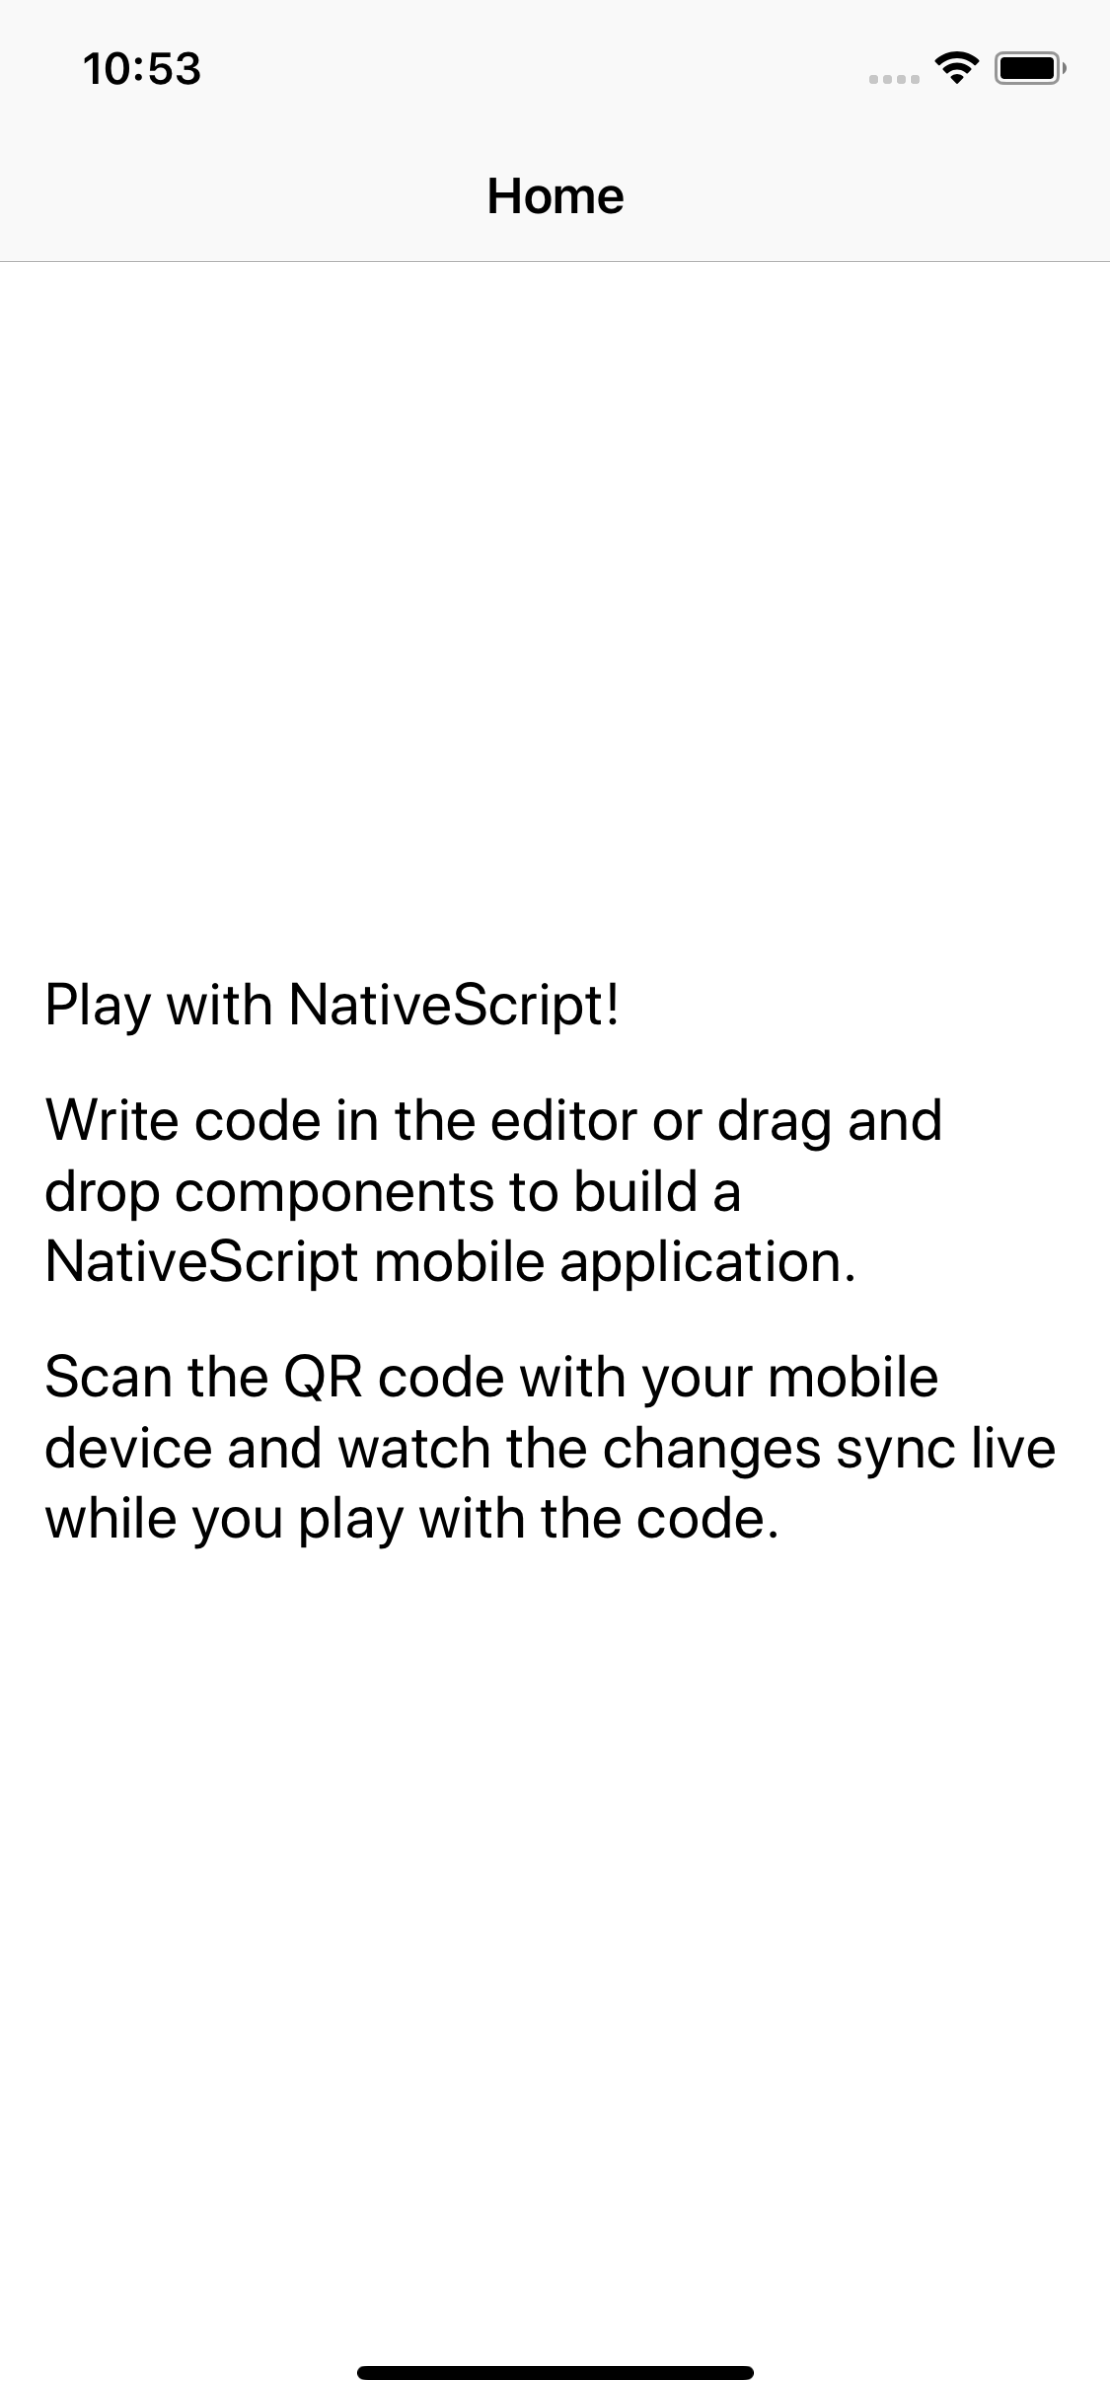 10:53
Home
Play with NativeScript!
Write code in the editor or drag and
drop components to build a
NativeScript mobile application.
Scan the QR code with your mobile
device and watch the changes sync live
while you play with the code.